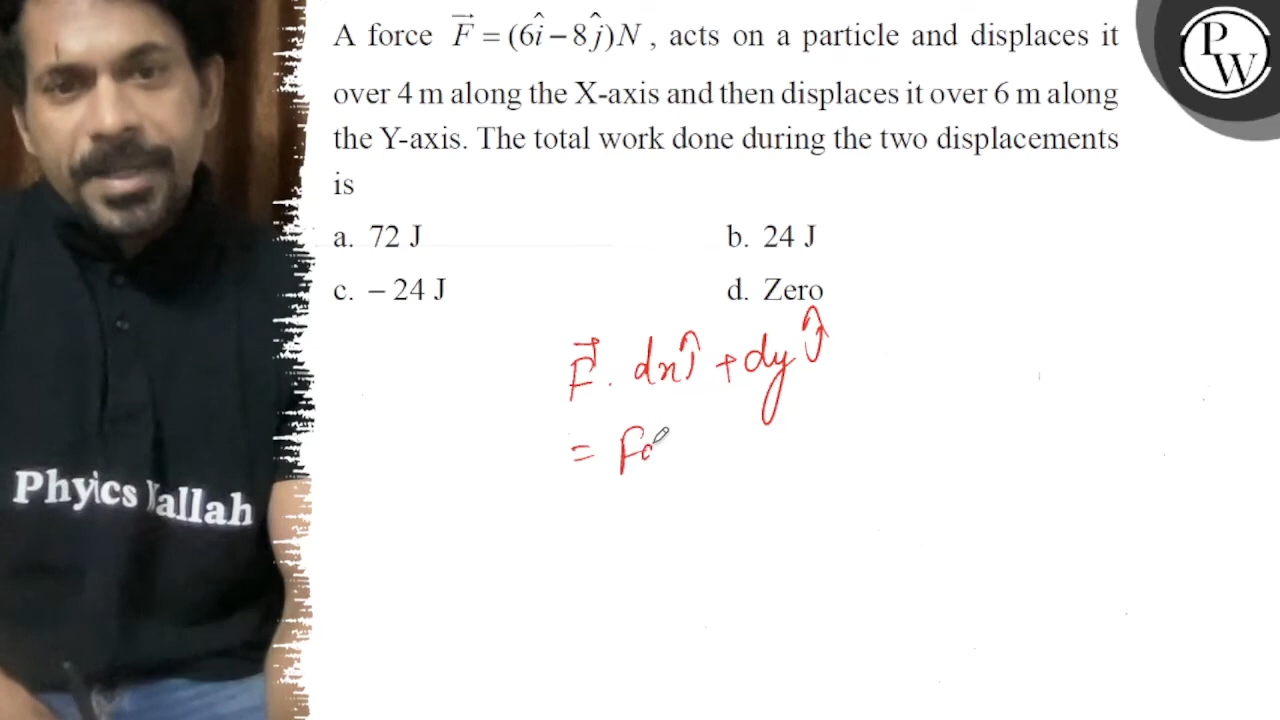 A force F⃗ = (6î – 8ĵ)N, acts on a particle and displaces it
over 4 m along the X-axis and then displaces it over 6 m along
the Y-axis. The total work done during the two displacements
is
a. 72 J
b. 24 J
c. – 24 J
d. Zero
F⃗ . dxî + dyĵ
= Fd
PW
Phyics Wallah